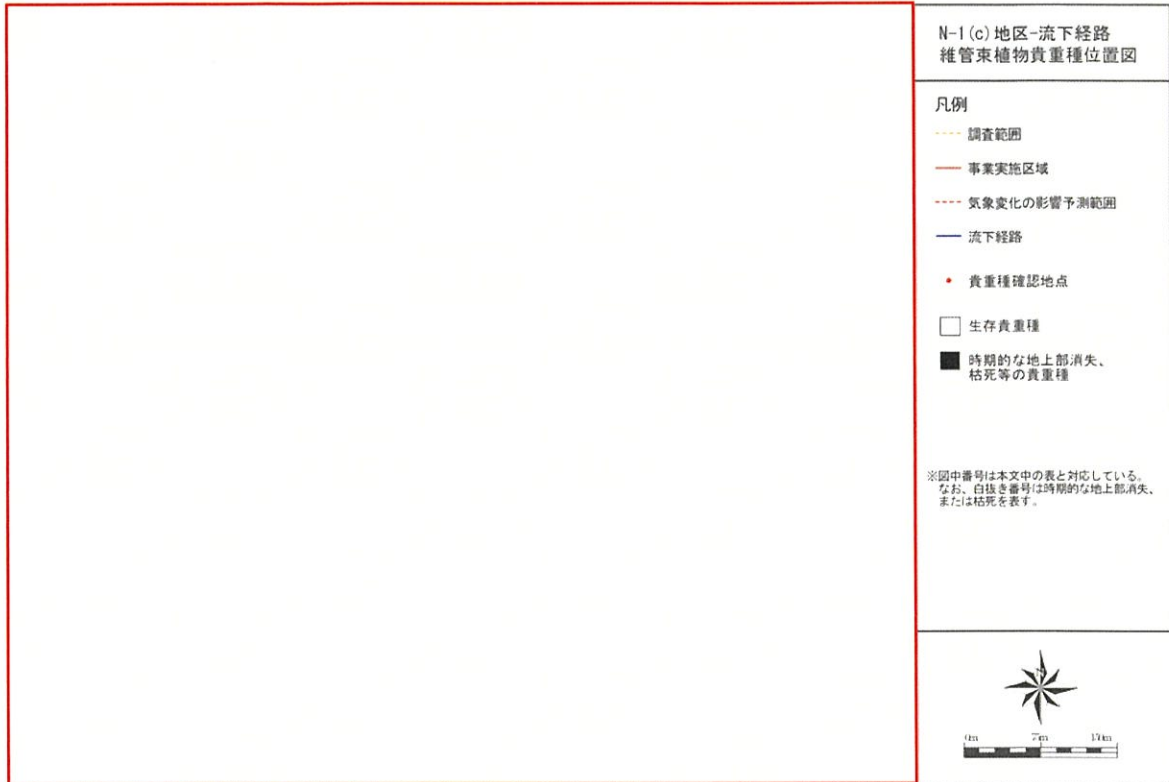 N-1(c)地区-流下経路
維管束植物貴重種位置図
凡例
調査範囲
事業実施区域
気象変化の影響予測範囲
流下経路
貴重種確認地点
生存貴重種
時期的な地上部消失、
枯死等の貴重種
※図中番号は本文中の表と対応している。
なお、白抜き番号は時期的な地上部消失、
または枯死を表す。
N
0m